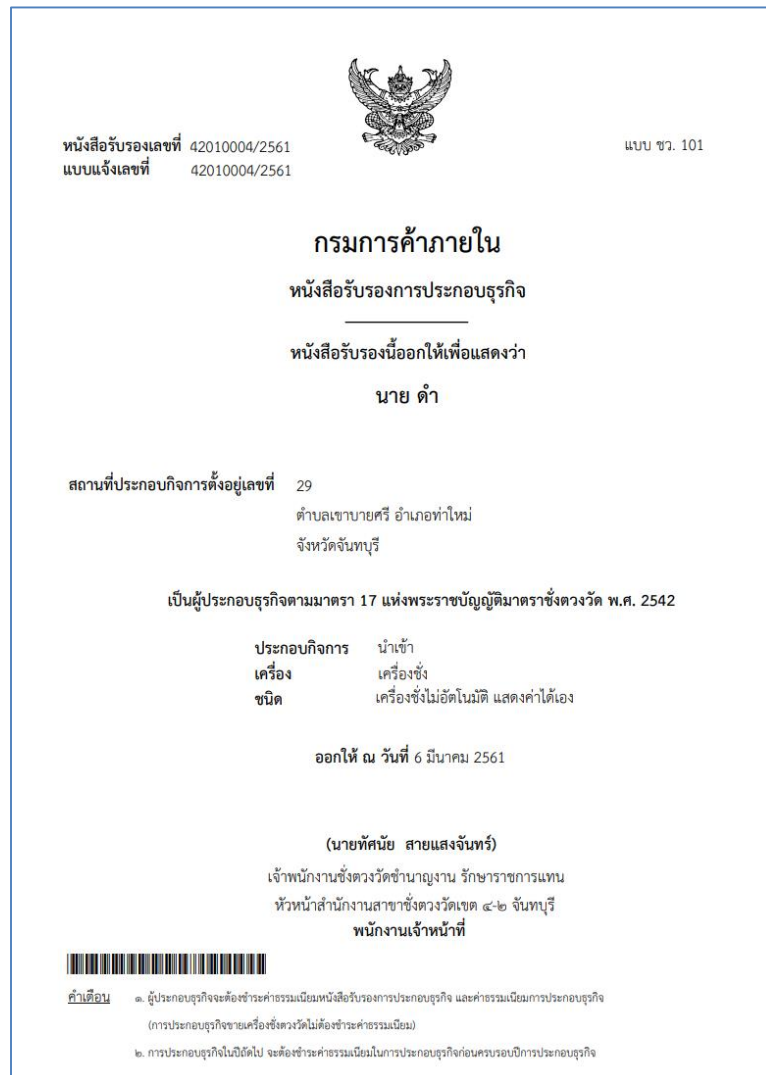 หนังสือรับรองเลขที่ 42010004/2561
แบบ ชว. 101
แบบแจ้งเลขที่ 42010004/2561
กรมการค้าภายใน
หนังสือรับรองการประกอบธุรกิจ
หนังสือรับรองนี้ออกให้เพื่อแสดงว่า
นาย ดำ
สถานที่ประกอบกิจการตั้งอยู่เลขที่ 29
ตำบลเขาบายศรี อำเภอท่าใหม่
จังหวัดจันทบุรี
เป็นผู้ประกอบธุรกิจตามมาตรา 17 แห่งพระราชบัญญัติมาตราชั่งตวงวัด พ.ศ. 2542
ประกอบกิจการ นำเข้า
เครื่อง เครื่องชั่ง
ชนิด เครื่องชั่งไม่อัตโนมัติ แสดงค่าได้เอง
ออกให้ ณ วันที่ 6 มีนาคม 2561
(นายทัศนัย สายแสงจันทร์)
เจ้าพนักงานชั่งตวงวัดชำนาญงาน รักษาราชการแทน
หัวหน้าสำนักงานสาขาชั่งตวงวัดเขต ๔-๒ จันทบุรี
พนักงานเจ้าหน้าที่
คำเตือน ๑. ผู้ประกอบธุรกิจจะต้องชำระค่าธรรมเนียมหนังสือรับรองการประกอบธุรกิจ และค่าธรรมเนียมการประกอบธุรกิจ
(การประกอบธุรกิจขายเครื่องชั่งตวงวัดไม่ต้องชำระค่าธรรมเนียม)
๒. การประกอบธุรกิจในปีถัดไป จะต้องชำระค่าธรรมเนียมในการประกอบธุรกิจก่อนครบรอบปีการประกอบธุรกิจ